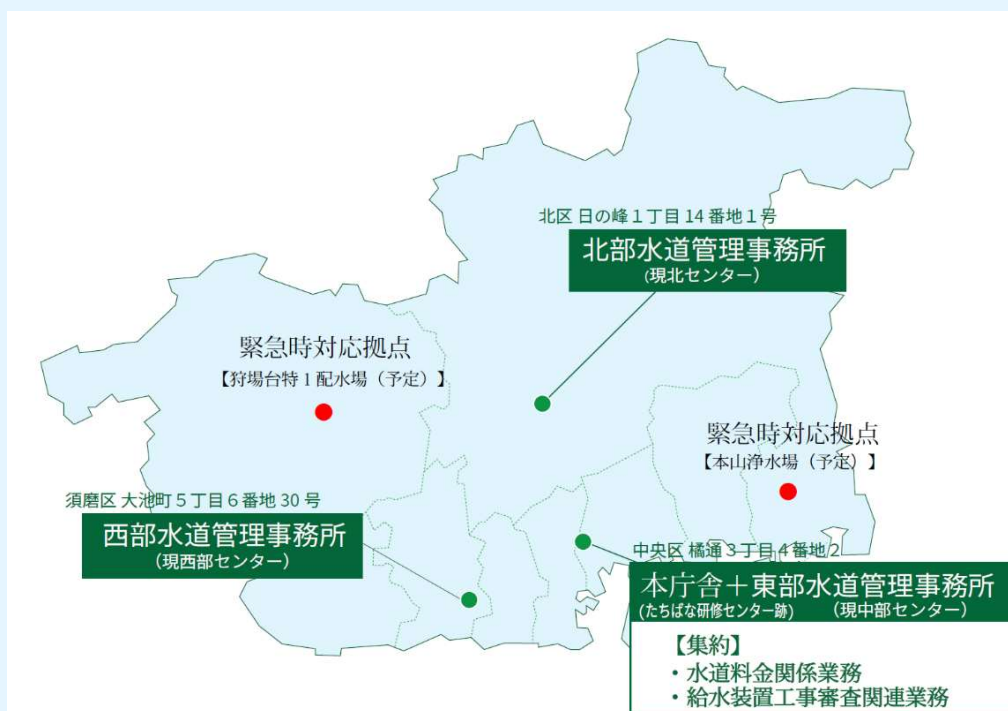 北区 日の峰1丁目 14 番地1号
北部水道管理事務所
(現北センター)
緊急時対応拠点
【狩場台特1配水場(予定)】
緊急時対応拠点
【本山浄水場(予定)】
須磨区 大池町5丁目6番地 30 号
西部水道管理事務所
(現西部センター)
中央区 橘通3丁目4番地2
本庁舎+東部水道管理事務所
(たちばな研修センター跡) (現中部センター)
【集約】
・水道料金関係業務
・給水装置工事審査関連業務